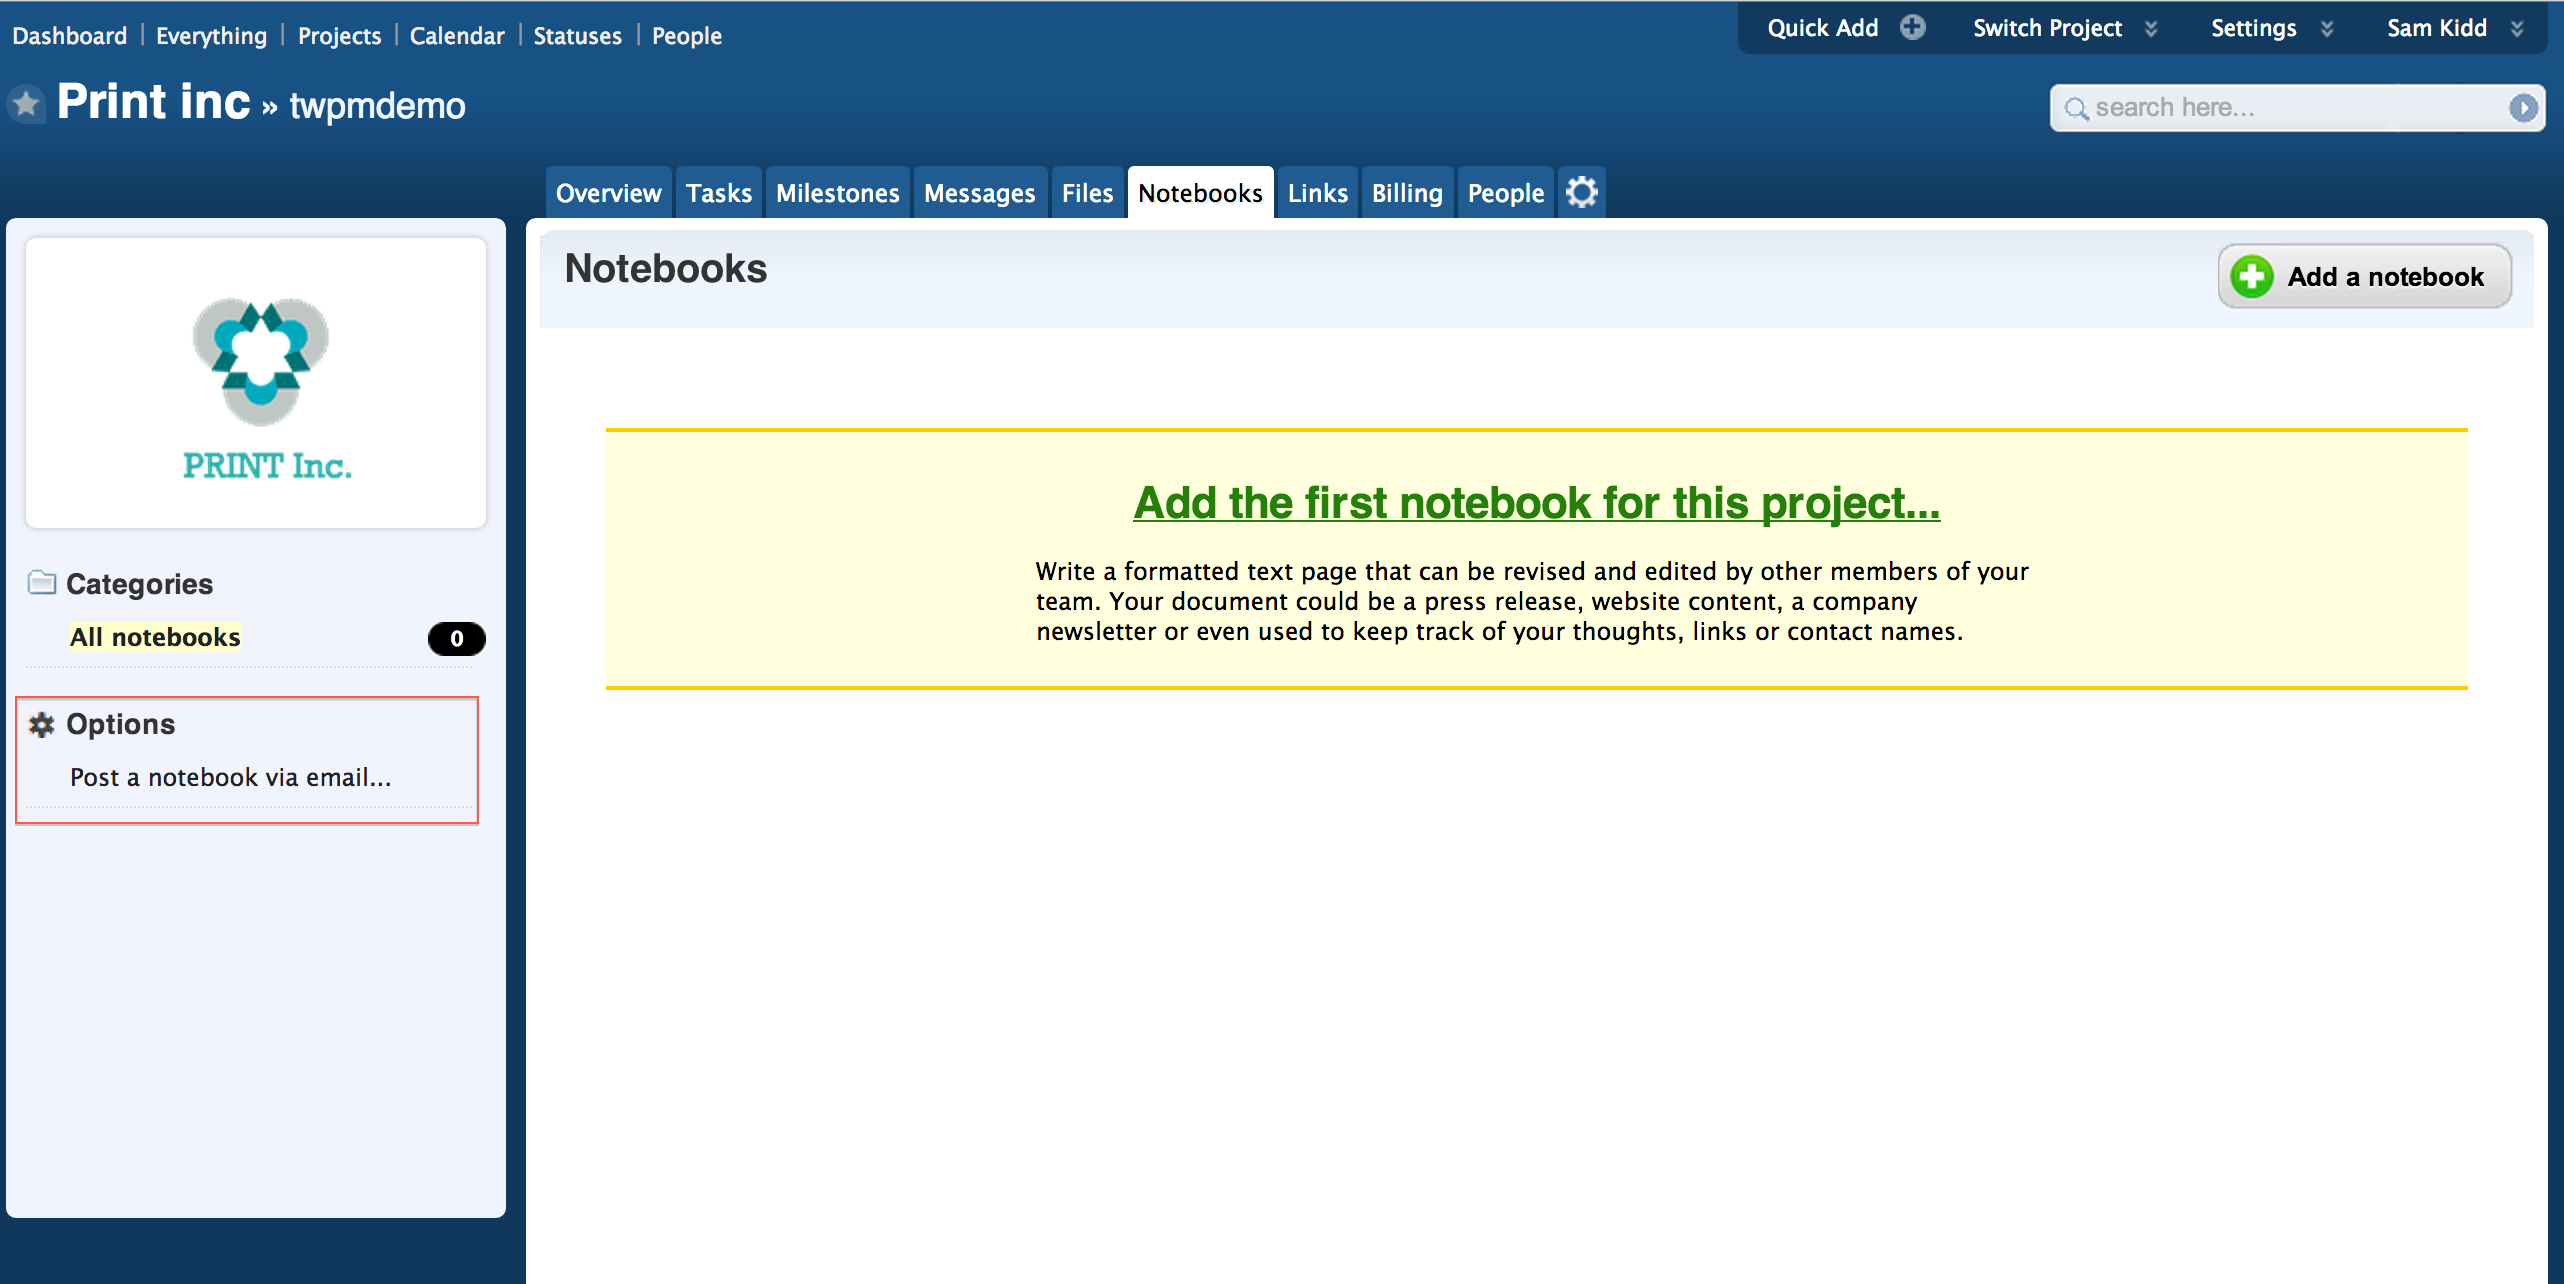 Dashboard | Everything | Projects | Calendar | Statuses | People
Quick Add Switch Project Settings Sam Kidd
Print inc » twpmdemo
search here...
Overview Tasks Milestones Messages Files Notebooks Links Billing People
PRINT Inc.
Categories
All notebooks 0
Options
Post a notebook via email...
Notebooks
Add a notebook
Add the first notebook for this project...
Write a formatted text page that can be revised and edited by other members of your
team. Your document could be a press release, website content, a company
newsletter or even used to keep track of your thoughts, links or contact names.